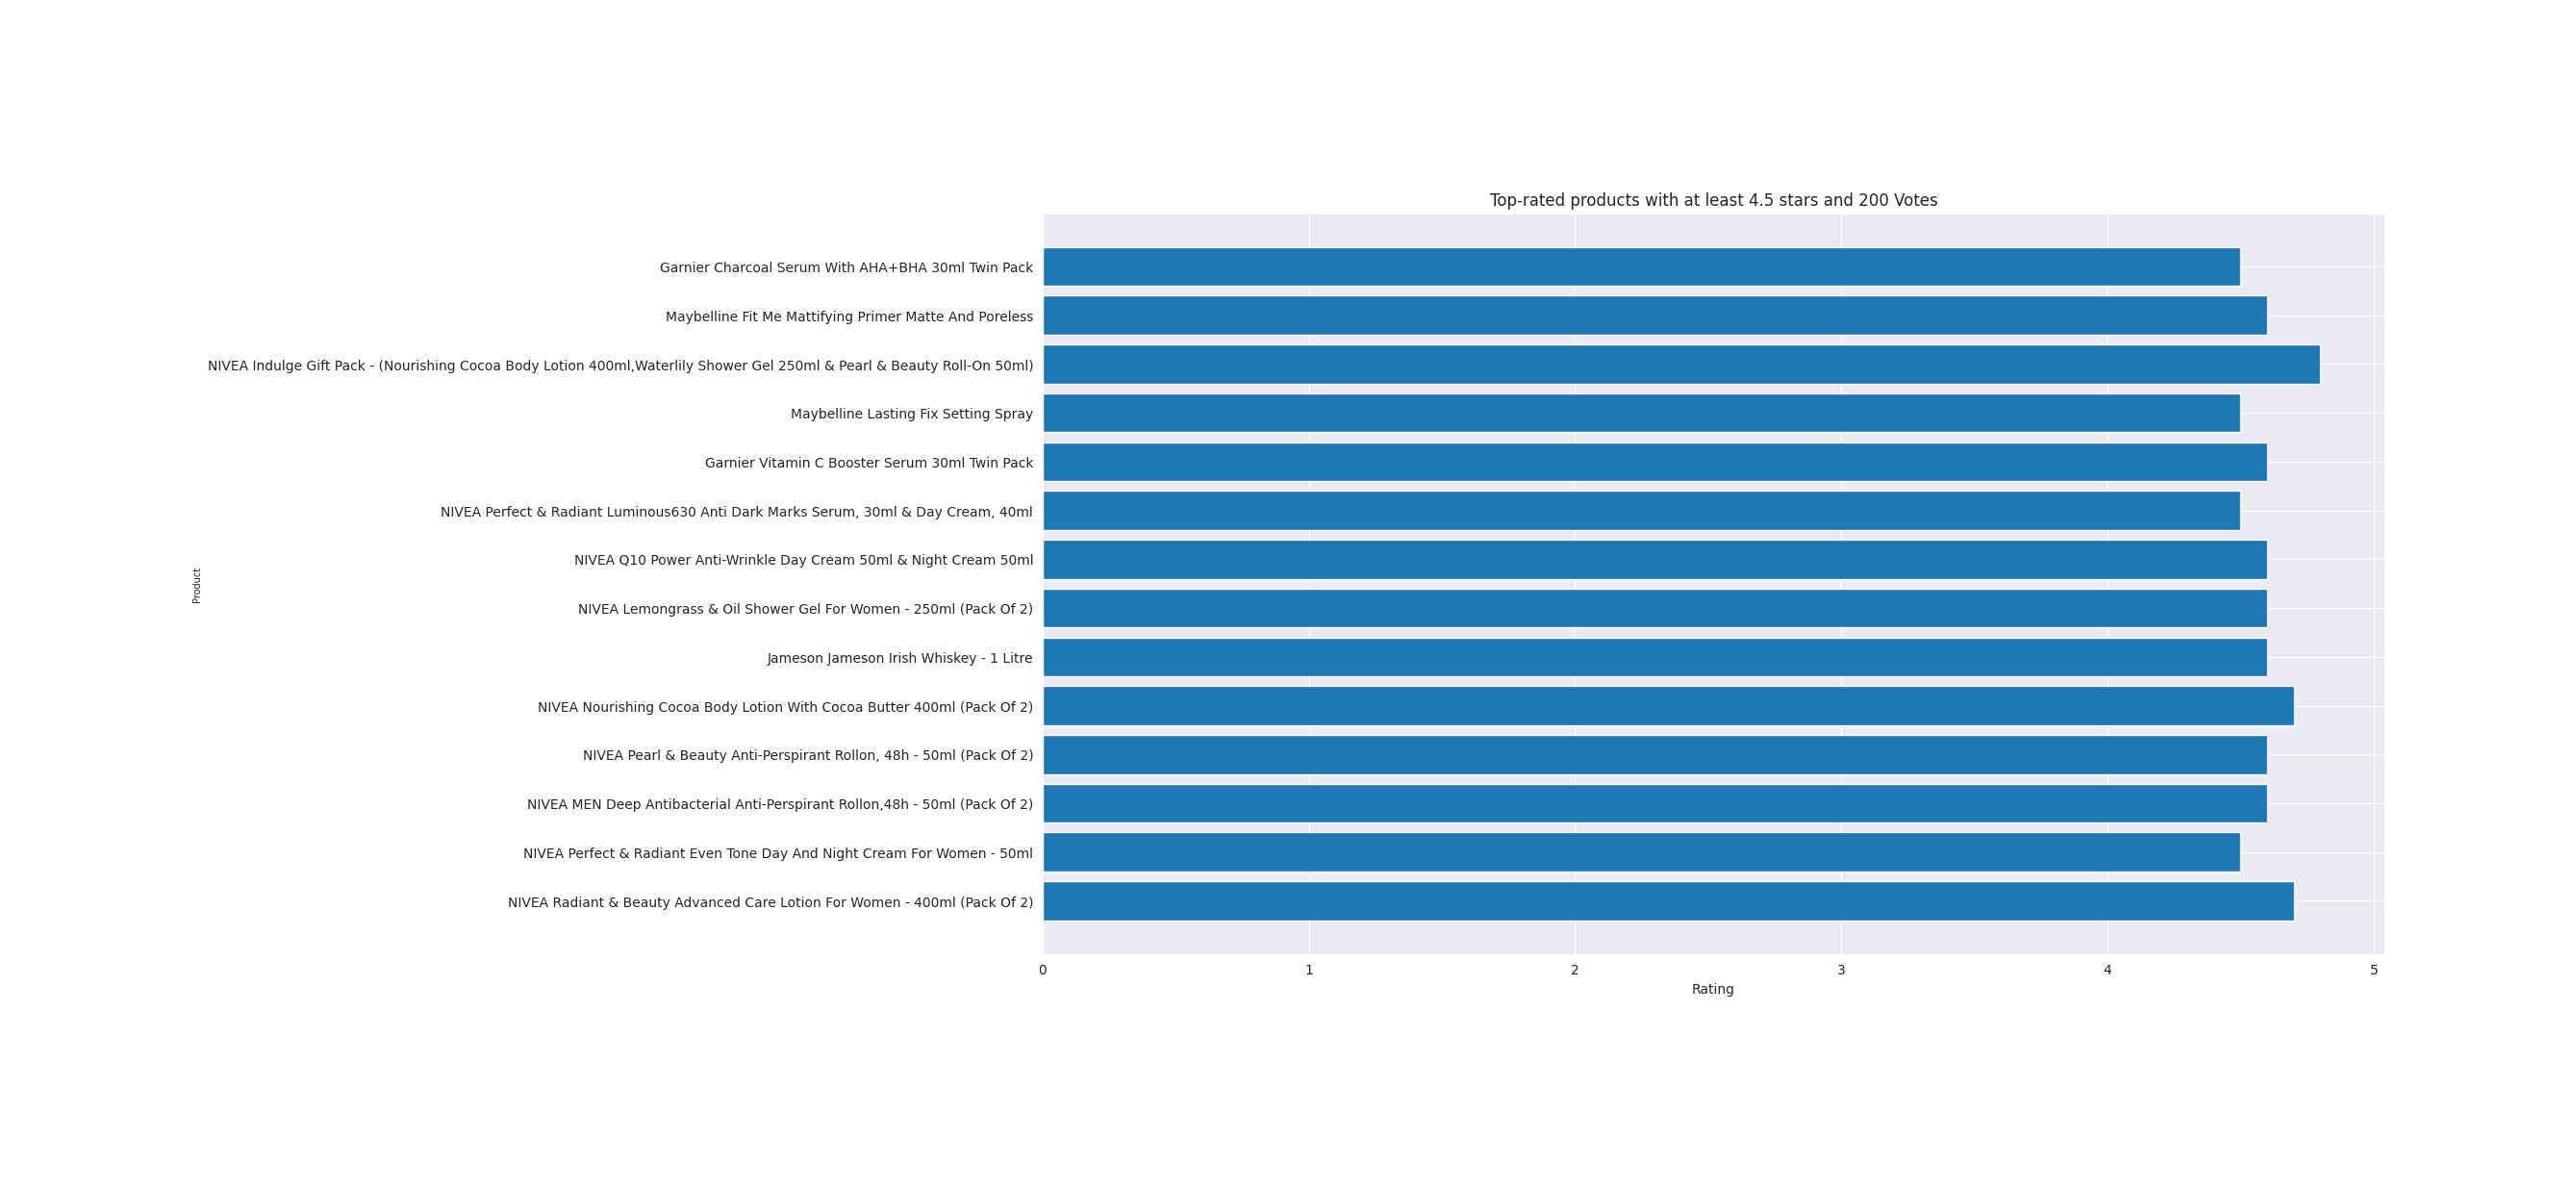 Top-rated products with at least 4.5 stars and 200 Votes
Garnier Charcoal Serum With AHA+BHA 30ml Twin Pack
Maybelline Fit Me Mattifying Primer Matte And Poreless
NIVEA Indulge Gift Pack - (Nourishing Cocoa Body Lotion 400ml,Waterlily Shower Gel 250ml & Pearl & Beauty Roll-On 50ml)
Maybelline Lasting Fix Setting Spray
Garnier Vitamin C Booster Serum 30ml Twin Pack
NIVEA Perfect & Radiant Luminous630 Anti Dark Marks Serum, 30ml & Day Cream, 40ml
NIVEA Q10 Power Anti-Wrinkle Day Cream 50ml & Night Cream 50ml
Product
NIVEA Lemongrass & Oil Shower Gel For Women - 250ml (Pack Of 2)
Jameson Jameson Irish Whiskey - 1 Litre
NIVEA Nourishing Cocoa Body Lotion With Cocoa Butter 400ml (Pack Of 2)
NIVEA Pearl & Beauty Anti-Perspirant Rollon, 48h - 50ml (Pack Of 2)
NIVEA MEN Deep Antibacterial Anti-Perspirant Rollon,48h - 50ml (Pack Of 2)
NIVEA Perfect & Radiant Even Tone Day And Night Cream For Women - 50ml
NIVEA Radiant & Beauty Advanced Care Lotion For Women - 400ml (Pack Of 2)
0 1 2 3 4 5
Rating